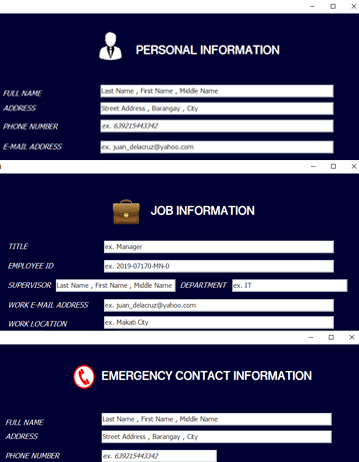 PERSONAL INFORMATION
FULL NAME Last Name , First Name , Middle Name
ADDRESS Street Address , Barangay , City
PHONE NUMBER ex. 639215443342
E-MAIL ADDRESS ex. juan_delacruz@yahoo.com
JOB INFORMATION
TITLE ex. Manager
EMPLOYEE ID ex. 2019-07170-MN-0
SUPERVISOR Last Name , First Name , Middle Name DEPARTMENT ex. IT
WORK E-MAIL ADDRESS ex. juan_delacruz@yahoo.com
WORK LOCATION ex. Makati City
EMERGENCY CONTACT INFORMATION
FULL NAME Last Name , First Name , Middle Name
ADDRESS Street Address , Barangay , City
PHONE NUMBER ex. 639215443342